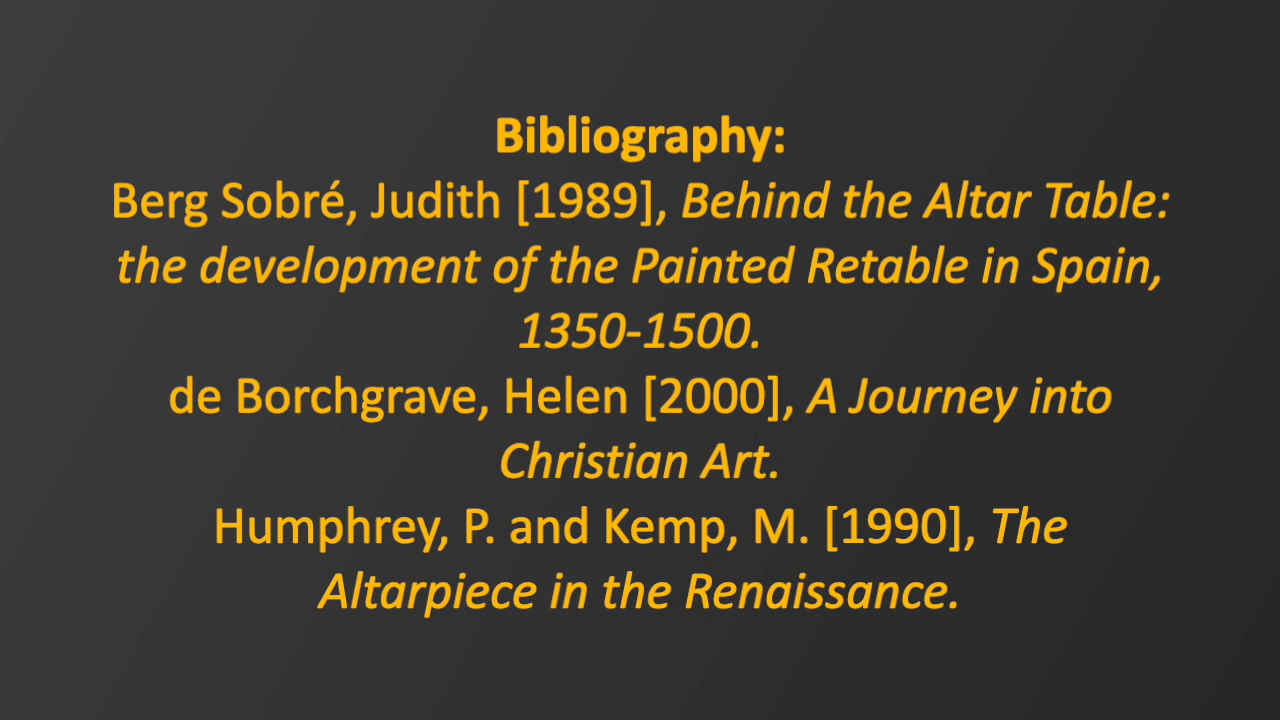 Bibliography:
Berg Sobré, Judith [1989], Behind the Altar Table:
the development of the Painted Retable in Spain,
1350-1500.
de Borchgrave, Helen [2000], A Journey into
Christian Art.
Humphrey, P. and Kemp, M. [1990], The
Altarpiece in the Renaissance.